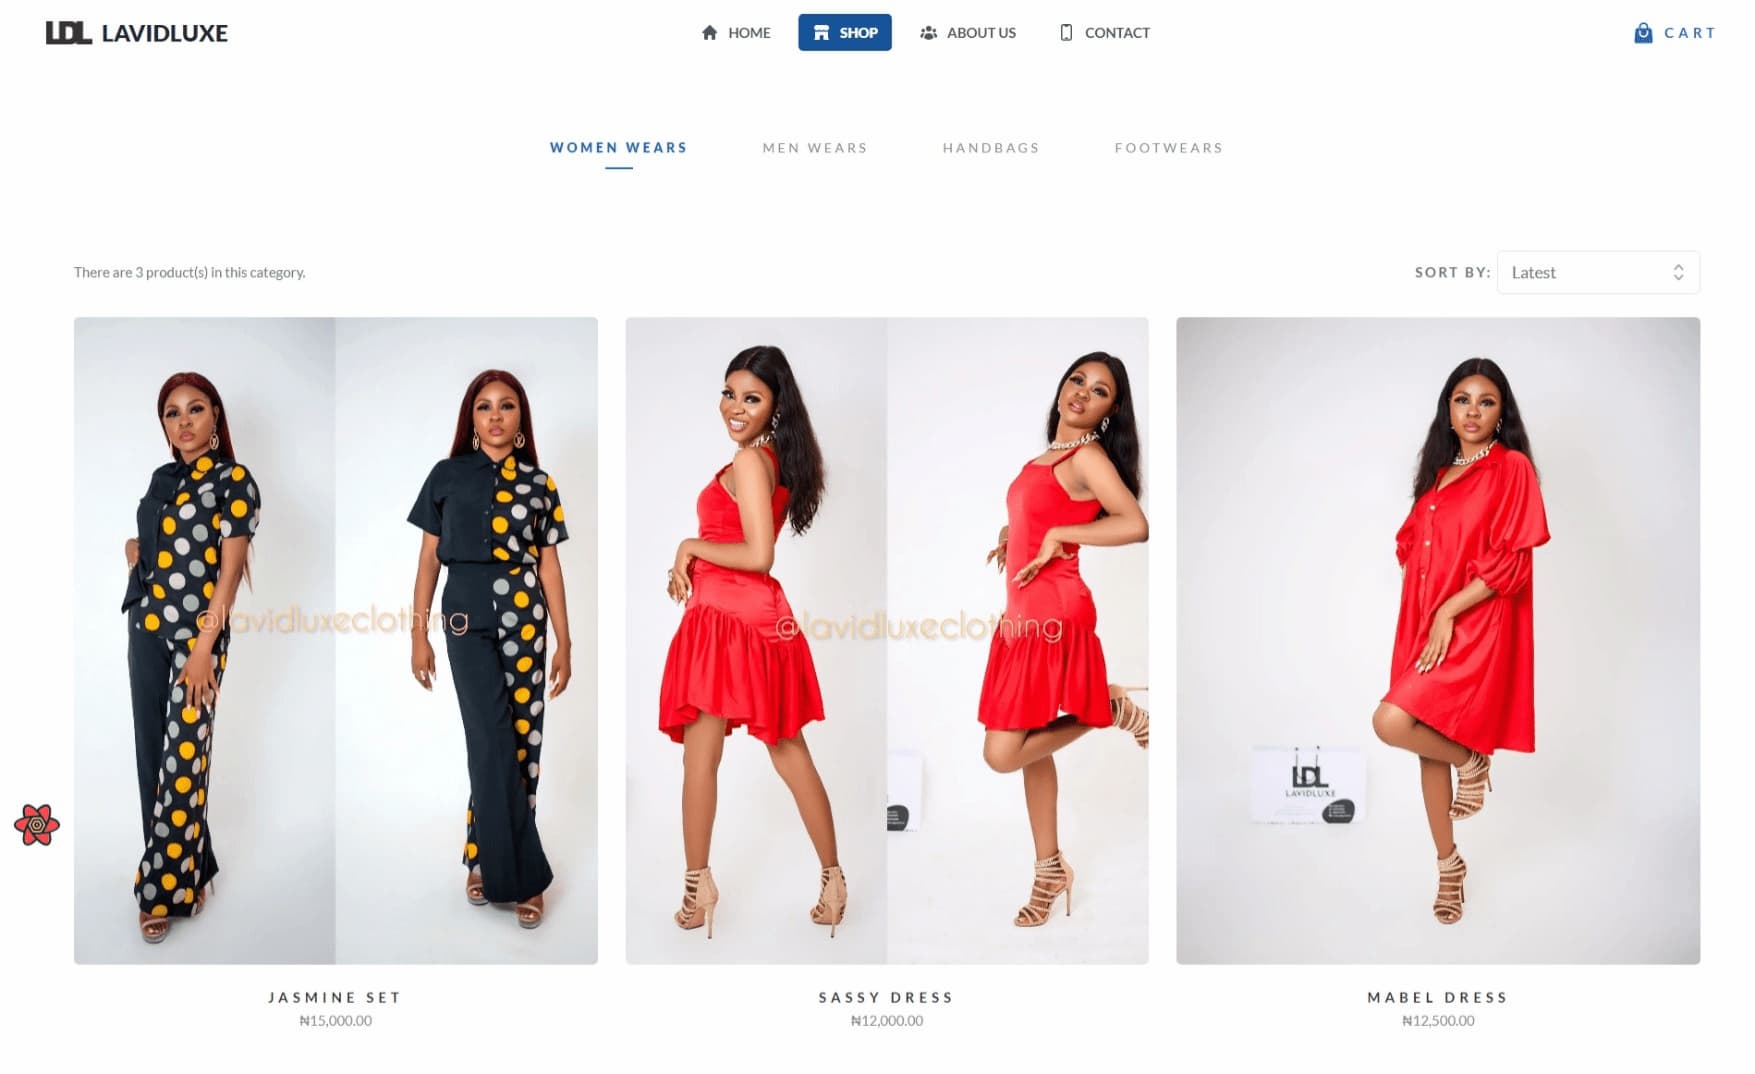 LDL LAVIDLUXE
HOME
SHOP
ABOUT US
CONTACT
CART
WOMEN WEARS
MEN WEARS
HANDBAGS
FOOTWEARS
There are 3 product(s) in this category.
SORT BY:
Latest
@lavidluxeclothing
@lavidluxeclothing
LDL
LAVIDLUXE
JASMINE SET
₦15,000.00
SASSY DRESS
₦12,000.00
MABEL DRESS
₦12,500.00